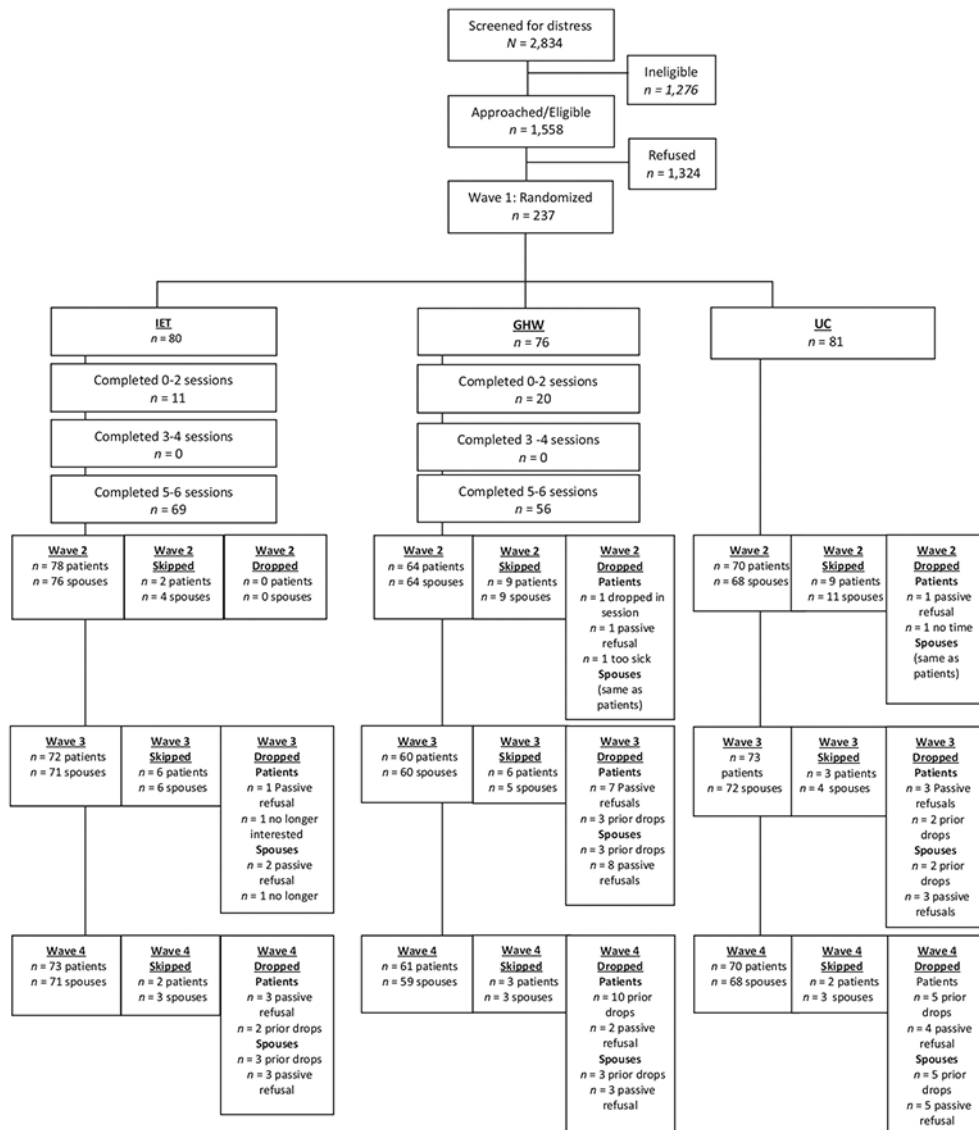 Screened for distress
N = 2,834
Ineligible
n = 1,276
Approached/Eligible
n = 1,558
Refused
n = 1,324
Wave 1: Randomized
n = 237
IET
n = 80
Completed 0-2 sessions
n = 11
Completed 3-4 sessions
n = 0
Completed 5-6 sessions
n = 69
GHW
n = 76
Completed 0-2 sessions
n = 20
Completed 3 -4 sessions
n = 0
Completed 5-6 sessions
n = 56
UC
n = 81
Wave 2
n = 78 patients
n = 76 spouses
Wave 2
Skipped
n = 2 patients
n = 4 spouses
Wave 2
Dropped
n = 0 patients
n = 0 spouses
Wave 2
n = 64 patients
n = 64 spouses
Wave 2
Skipped
n = 9 patients
n = 9 spouses
Wave 2
Dropped
Patients
n = 1 dropped in
session
n = 1 passive
refusal
n = 1 too sick
Spouses
(same as
patients)
Wave 2
n = 70 patients
n = 68 spouses
Wave 2
Skipped
n = 9 patients
n = 11 spouses
Wave 2
Dropped
Patients
n = 1 passive
refusal
n = 1 no time
Spouses
(same as
patients)
Wave 3
n = 72 patients
n = 71 spouses
Wave 3
Skipped
n = 6 patients
n = 6 spouses
Wave 3
Dropped
Patients
n = 1 Passive
refusal
n = 1 no longer
interested
Spouses
n = 2 passive
refusal
n = 1 no longer
Wave 3
n = 60 patients
n = 60 spouses
Wave 3
Skipped
n = 6 patients
n = 5 spouses
Wave 3
Dropped
Patients
n = 7 Passive
refusals
n = 3 prior drops
Spouses
n = 3 prior drops
n = 8 passive
refusals
Wave 3
n = 73
patients
n = 72 spouses
Wave 3
Skipped
n = 3 patients
n = 4 spouses
Wave 3
Dropped
Patients
n = 3 Passive
refusals
n = 2 prior
drops
Spouses
n = 2 prior
drops
n = 3 passive
refusals
Wave 4
n = 73 patients
n = 71 spouses
Wave 4
Skipped
n = 2 patients
n = 3 spouses
Wave 4
Dropped
Patients
n = 3 passive
refusal
n = 2 prior drops
Spouses
n = 3 prior drops
n = 3 passive
refusal
Wave 4
n = 61 patients
n = 59 spouses
Wave 4
Skipped
n = 3 patients
n = 3 spouses
Wave 4
Dropped
Patients
n = 10 prior
drops
n = 2 passive
refusal
Spouses
n = 3 prior drops
n = 3 passive
refusal
Wave 4
n = 70 patients
n = 68 spouses
Wave 4
Skipped
n = 2 patients
n = 3 spouses
Wave 4
Dropped
Patients
n = 5 prior
drops
n = 4 passive
refusal
Spouses
n = 5 prior
drops
n = 5 passive
refusal